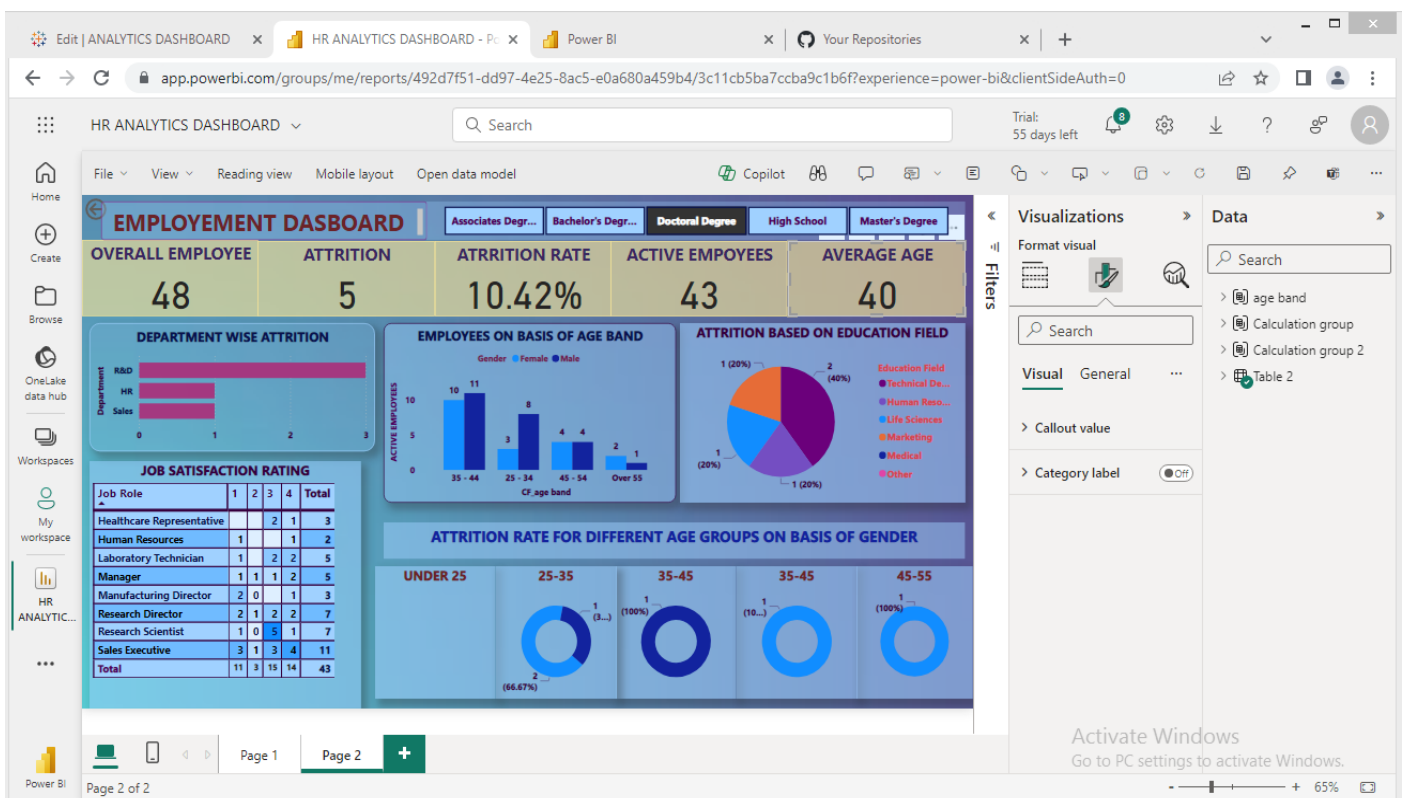 Edit | ANALYTICS DASHBOARD
HR ANALYTICS DASHBOARD - Po
Power BI
Your Repositories
app.powerbi.com/groups/me/reports/492d7f51-dd97-4e25-8ac5-e0a680a459b4/3c11cb5ba7ccba9c1b6f?experience=power-bi&clientSideAuth=0
HR ANALYTICS DASHBOARD
Search
Trial:
55 days left
8
File View Reading view Mobile layout Open data model Copilot
Home
Create
Browse
OneLake
data hub
Workspaces
My
workspace
HR
ANALYTIC...
Power BI
EMPLOYEMENT DASBOARD
Associates Degr... Bachelor's Degr... Doctoral Degree High School Master's Degree
OVERALL EMPLOYEE ATTRITION ATRRITION RATE ACTIVE EMPOYEES AVERAGE AGE
48 5 10.42% 43 40
DEPARTMENT WISE ATTRITION
Department
R&D
HR
Sales
0 1 2 3
EMPLOYEES ON BASIS OF AGE BAND
Gender Female Male
ACTIVE EMPLOYEES
10
5
0
10 11
3 8
4 4
2 1
35 - 44 25 - 34 45 - 54 Over 55
CF_age band
ATTRITION BASED ON EDUCATION FIELD
1 (20%)
2
(40%)
1
(20%)
1 (20%)
Education Field
Technical De...
Human Reso...
Life Sciences
Marketing
Medical
Other
JOB SATISFACTION RATING
Job Role 1 2 3 4 Total
Healthcare Representative 2 1 3
Human Resources 1 1 2
Laboratory Technician 1 2 2 5
Manager 1 1 1 2 5
Manufacturing Director 2 0 1 3
Research Director 2 1 2 2 7
Research Scientist 1 0 5 1 7
Sales Executive 3 1 3 4 11
Total 11 3 15 14 43
ATTRITION RATE FOR DIFFERENT AGE GROUPS ON BASIS OF GENDER
UNDER 25 25-35 35-45 35-45 45-55
1
(3...)
2
(66.67%)
1
(100%)
1
(10...)
1
(100%)
Filters
Visualizations
Format visual
Search
Visual General
Callout value
Category label Off
Data
Search
age band
Calculation group
Calculation group 2
Table 2
Activate Windows
Go to PC settings to activate Windows.
Page 1 Page 2
Page 2 of 2
65%